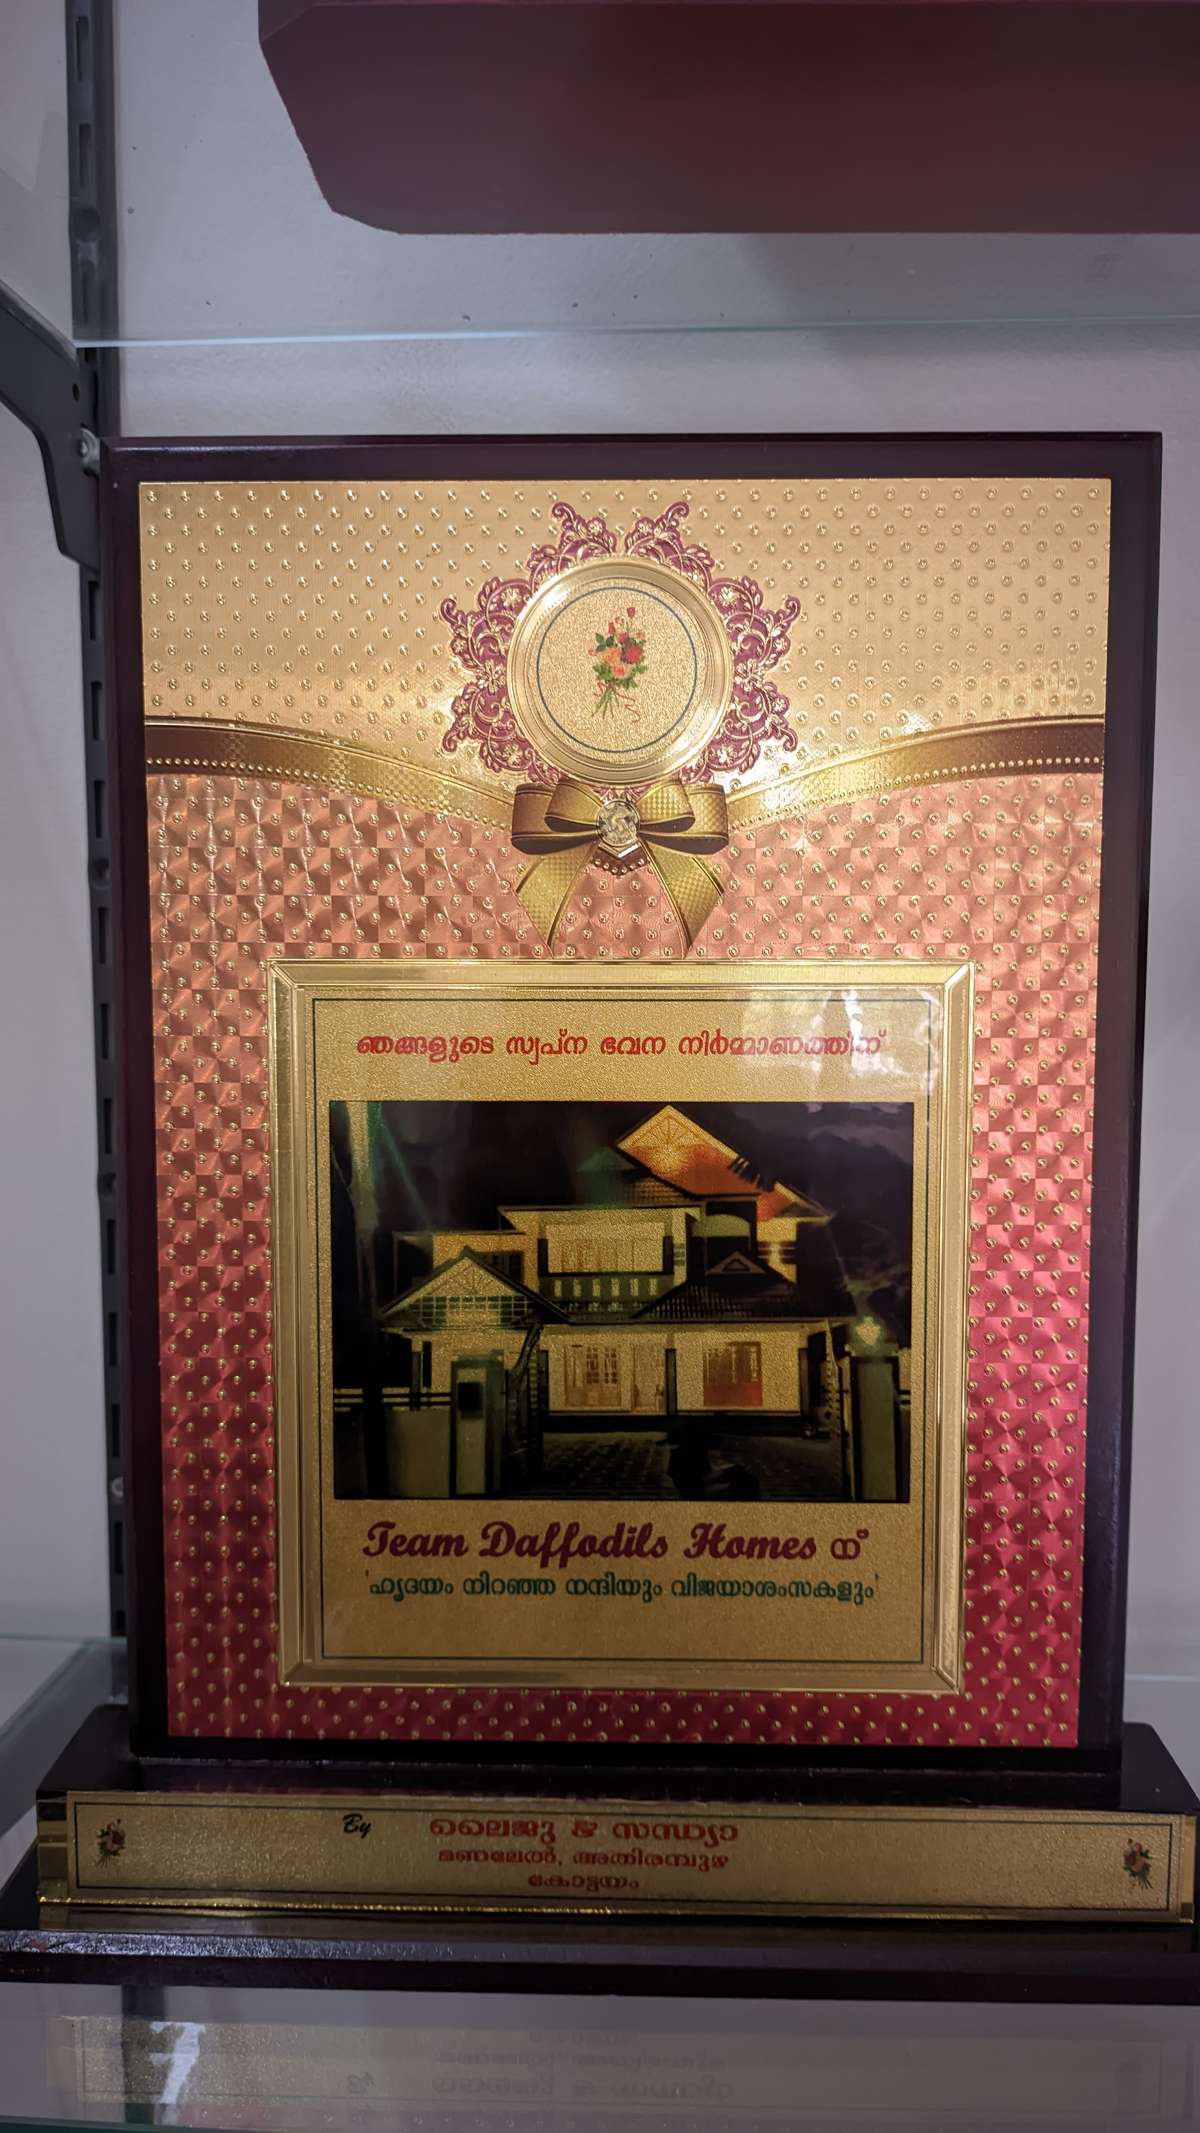 ഞങ്ങളുടെ സ്വപ്ന ഭവന നിർമ്മാണത്തിന്
Team Daffodils Homes ന്
'ഹൃദയം നിറഞ്ഞ നന്ദിയും വിജയാശംസകളും'
By ലൈജു & സന്ധ്യാ
മണലേൽ, അതിരമ്പുഴ
കോട്ടയം